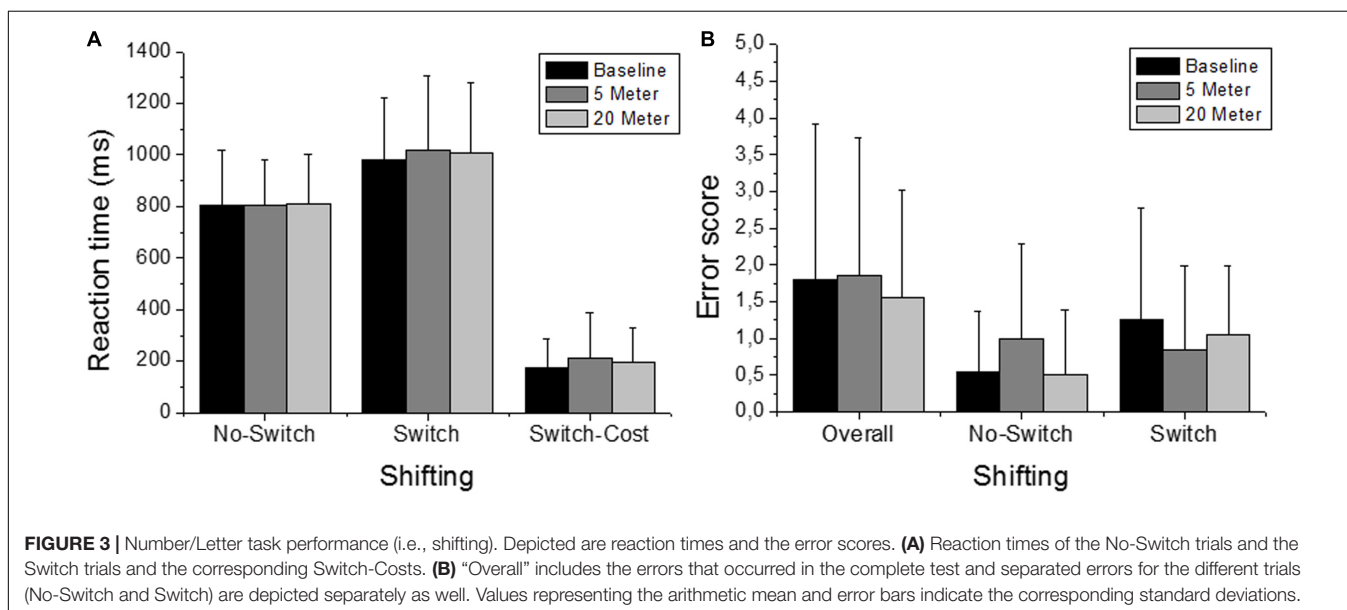 A
1400
1200
1000
800
600
400
200
0
Reaction time (ms)
Baseline
5 Meter
20 Meter
No-Switch
Switch
Switch-Cost
Shifting
B
5,0
4,5
4,0
3,5
3,0
2,5
2,0
1,5
1,0
0,5
0,0
Error score
Baseline
5 Meter
20 Meter
Overall
No-Switch
Switch
Shifting
FIGURE 3 | Number/Letter task performance (i.e., shifting). Depicted are reaction times and the error scores. (A) Reaction times of the No-Switch trials and the
Switch trials and the corresponding Switch-Costs. (B) “Overall” includes the errors that occurred in the complete test and separated errors for the different trials
(No-Switch and Switch) are depicted separately as well. Values representing the arithmetic mean and error bars indicate the corresponding standard deviations.